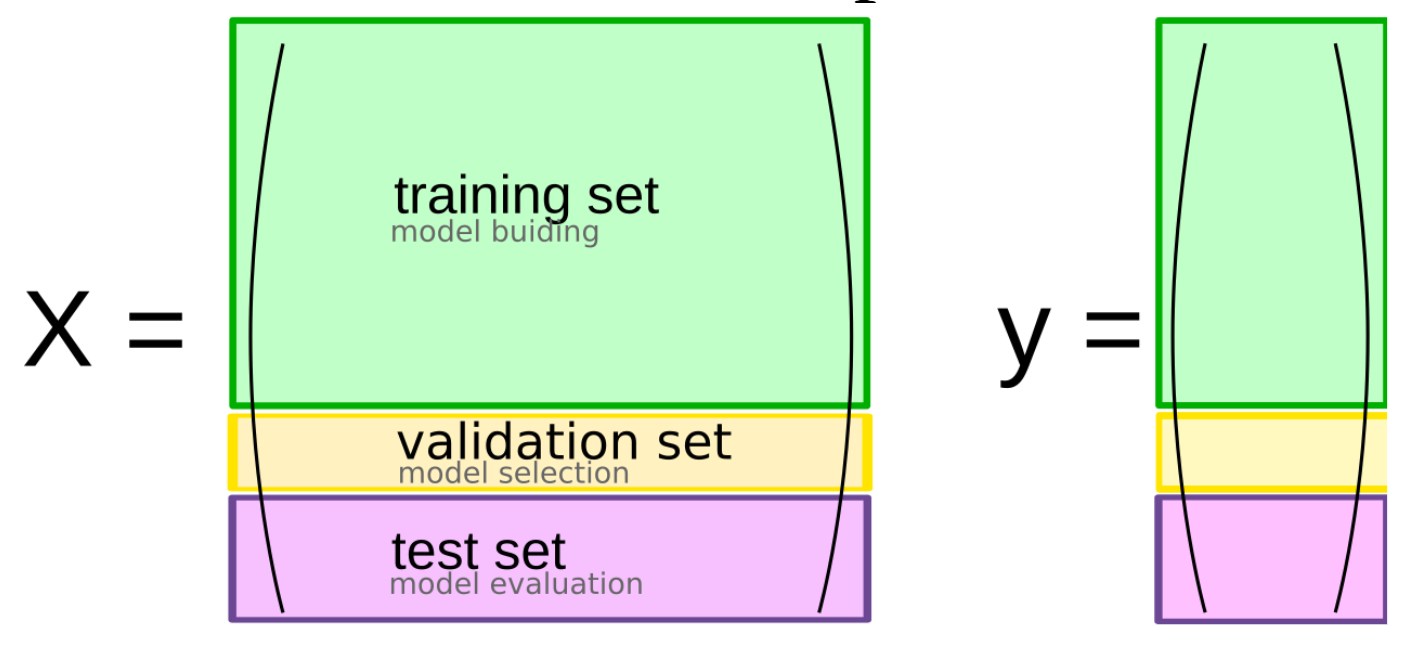 training set
model buiding
X =
y =
validation set
model selection
test set
model evaluation